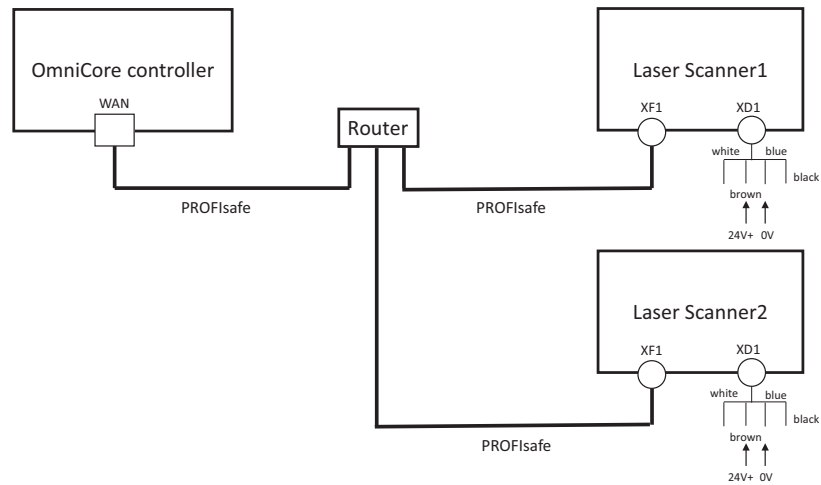 OmniCore controller
WAN
Router
PROFIsafe
Laser Scanner1
XF1 XD1
white blue
black
brown
24V+ 0V
PROFIsafe
Laser Scanner2
XF1 XD1
white blue
black
brown
24V+ 0V
PROFIsafe